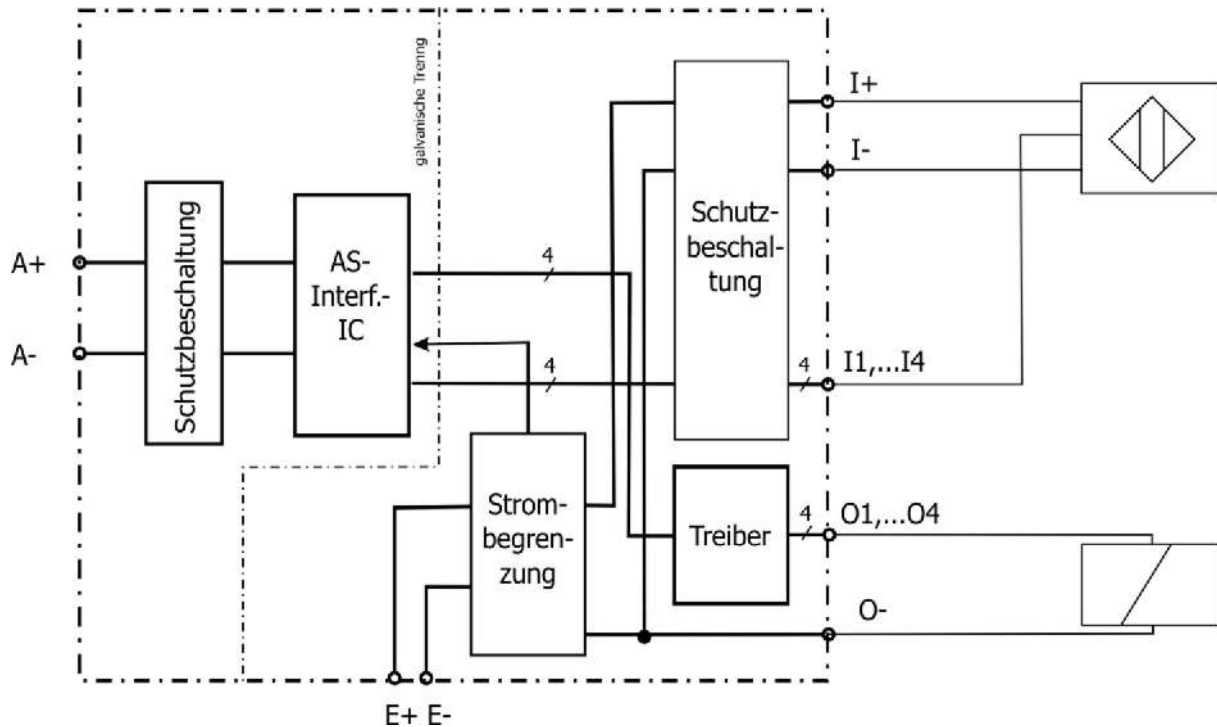 galvanische Trenng
I+
I-
Schutz-
beschal-
tung
A+
A-
Schutzbeschaltung
AS-
Interf.-
IC
4
4
4
I1,...I4
Strom-
begren-
zung
Treiber
4
O1,...O4
O-
E+ E-